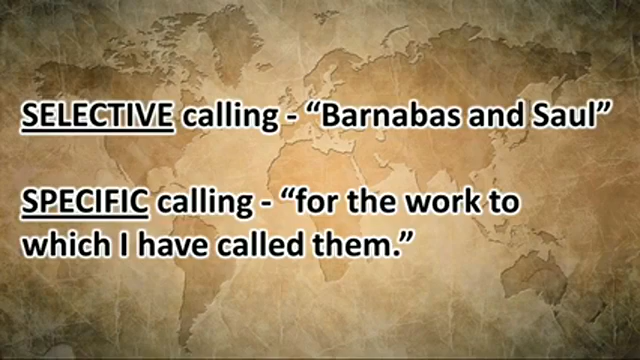 SELECTIVE calling - “Barnabas and Saul”
SPECIFIC calling - “for the work to
which I have called them.”